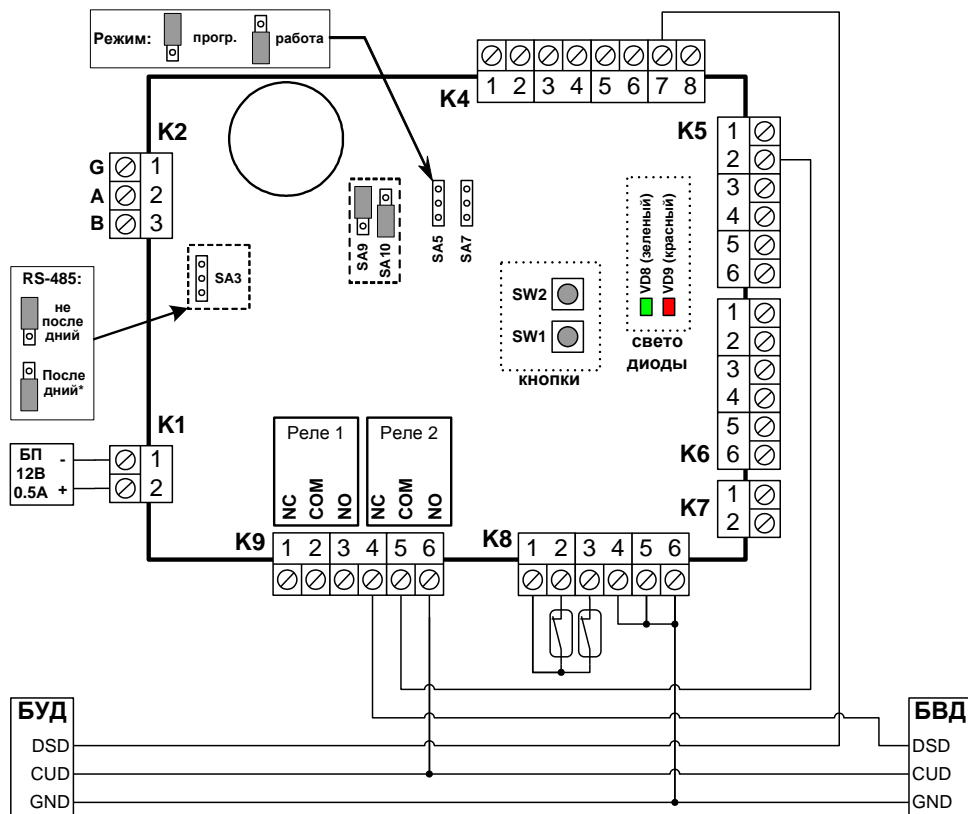 Режим: прогр. работа
1 2 3 4 5 6 7 8
K4
K2
G 1
A 2
B 3
K5
1
2
3
4
5
6
SA9
SA10
SA5
SA7
VD8 (зеленый)
VD9 (красный)
SA3
RS-485:
не
после
дний
После
дний*
SW2
SW1
кнопки
свето
диоды
1
2
3
4
5
K6 6
K7 1
2
K1
БП - 1
12В
0.5А + 2
Реле 1 Реле 2
NC COM NO NC COM NO
K9 1 2 3 4 5 6
K8 1 2 3 4 5 6
БУД
DSD
CUD
GND
БВД
DSD
CUD
GND